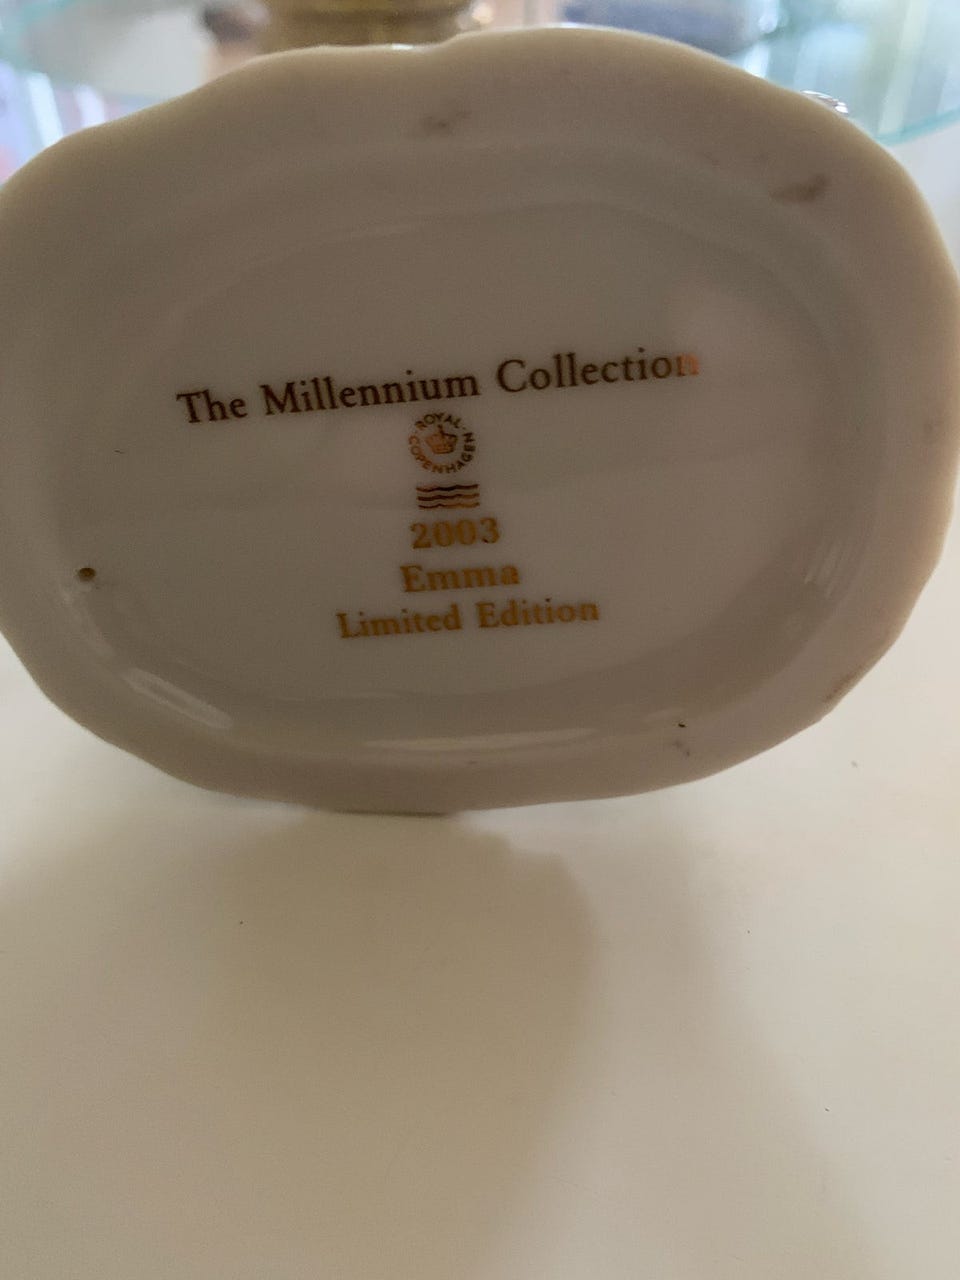 The Millennium Collection
ROYAL COPENHAGEN
2003
Emma
Limited Edition